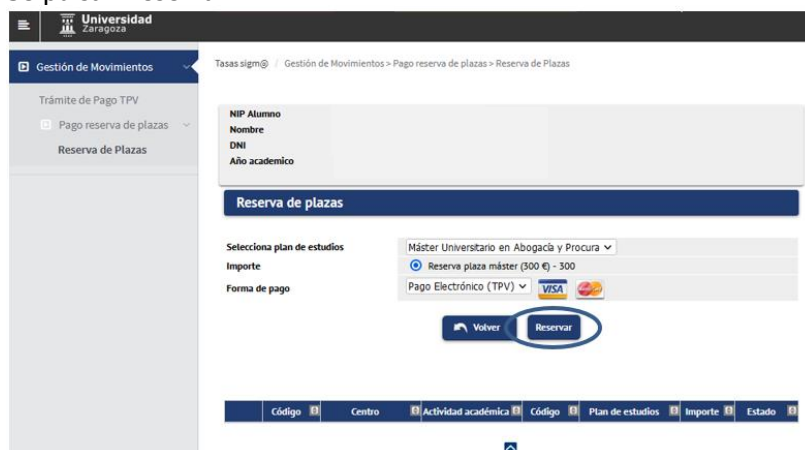 Universidad
Zaragoza
Gestión de Movimientos
Tasas sigm@ / Gestión de Movimientos > Pago reserva de plazas > Reserva de Plazas
Trámite de Pago TPV
Pago reserva de plazas
Reserva de Plazas
NIP Alumno
Nombre
DNI
Año academico
Reserva de plazas
Selecciona plan de estudios Máster Universitario en Abogacía y Procura
Importe Reserva plaza máster (300 €) - 300
Forma de pago Pago Electrónico (TPV) VISA MasterCard
Volver Reservar
Código Centro Actividad académica Código Plan de estudios Importe Estado